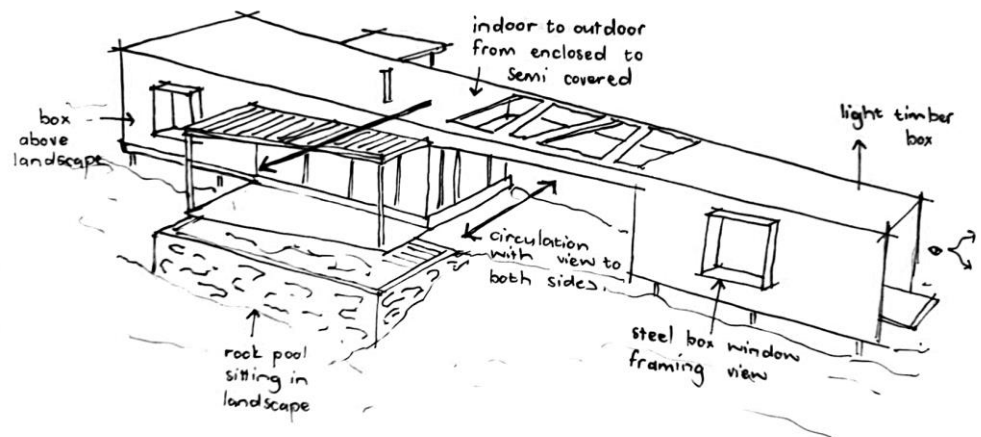 indoor to outdoor
from enclosed to
semi covered
box
above
landscape
light timber
box
circulation
with view to
both sides.
steel box window
framing view
rock pool
sitting in
landscape